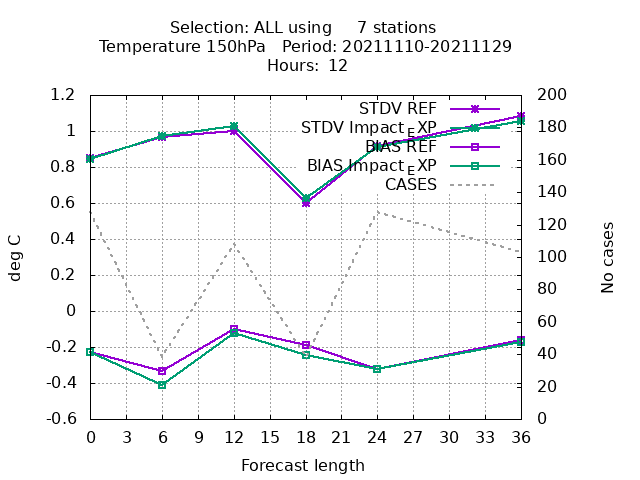 Selection: ALL using     7 stations
Temperature 150hPa   Period: 20211110-20211129
Hours:  12
STDV REF
STDV Impact_EXP
BIAS REF
BIAS Impact_EXP
CASES
1.2
1
0.8
0.6
0.4
0.2
0
-0.2
-0.4
-0.6
deg C
200
180
160
140
120
100
80
60
40
20
0
No cases
0 3 6 9 12 15 18 21 24 27 30 33 36
Forecast length